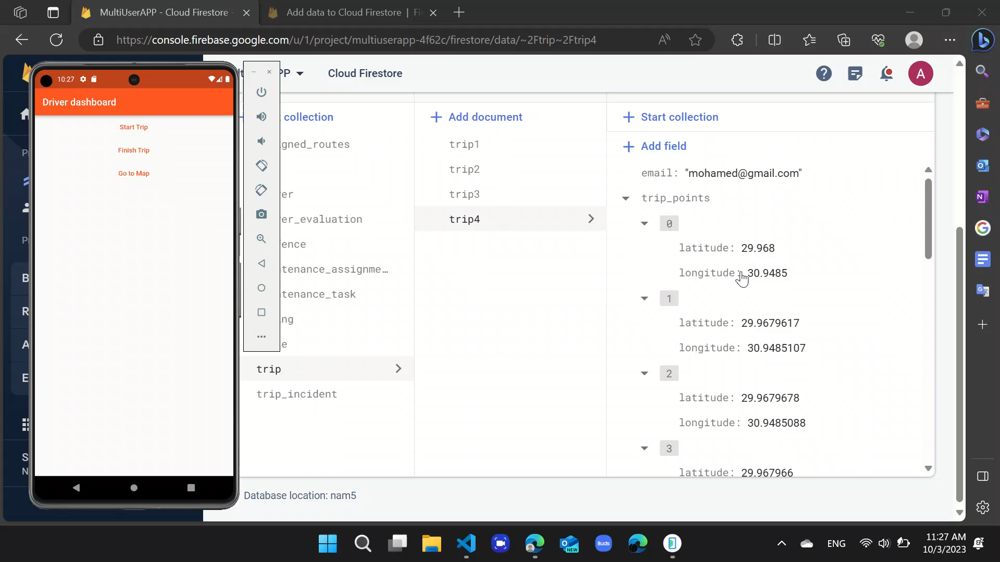 MultiUserAPP - Cloud Firestore -
Add data to Cloud Firestore | Fi
https://console.firebase.google.com/u/1/project/multiuserapp-4f62c/firestore/data/~2Ftrip~2Ftrip4
PP
Cloud Firestore
A
10:27
Driver dashboard
Start Trip
Finish Trip
Go to Map
collection
gned_routes
er
er_evaluation
ence
tenance_assignme…
tenance_task
ng
e
trip
trip_incident
Add document
trip1
trip2
trip3
trip4
Start collection
Add field
email: "mohamed@gmail.com"
trip_points
0
latitude: 29.968
longitude: 30.9485
1
latitude: 29.9679617
longitude: 30.9485107
2
latitude: 29.9679678
longitude: 30.9485088
3
latitude: 29.967966
Database location: nam5
Buds
NEW
ENG
11:27 AM
10/3/2023